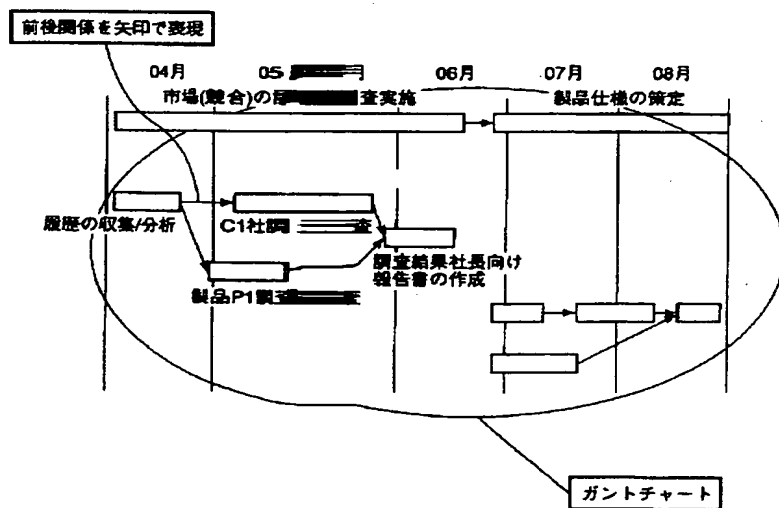 前後関係を矢印で表現
04月 05 月 06月 07月 08月
市場(競合)の 査実施 製品仕様の策定
履歴の収集/分析 C1社調 査
調査結果社長向け
報告書の作成
製品P1調査 査
ガントチャート